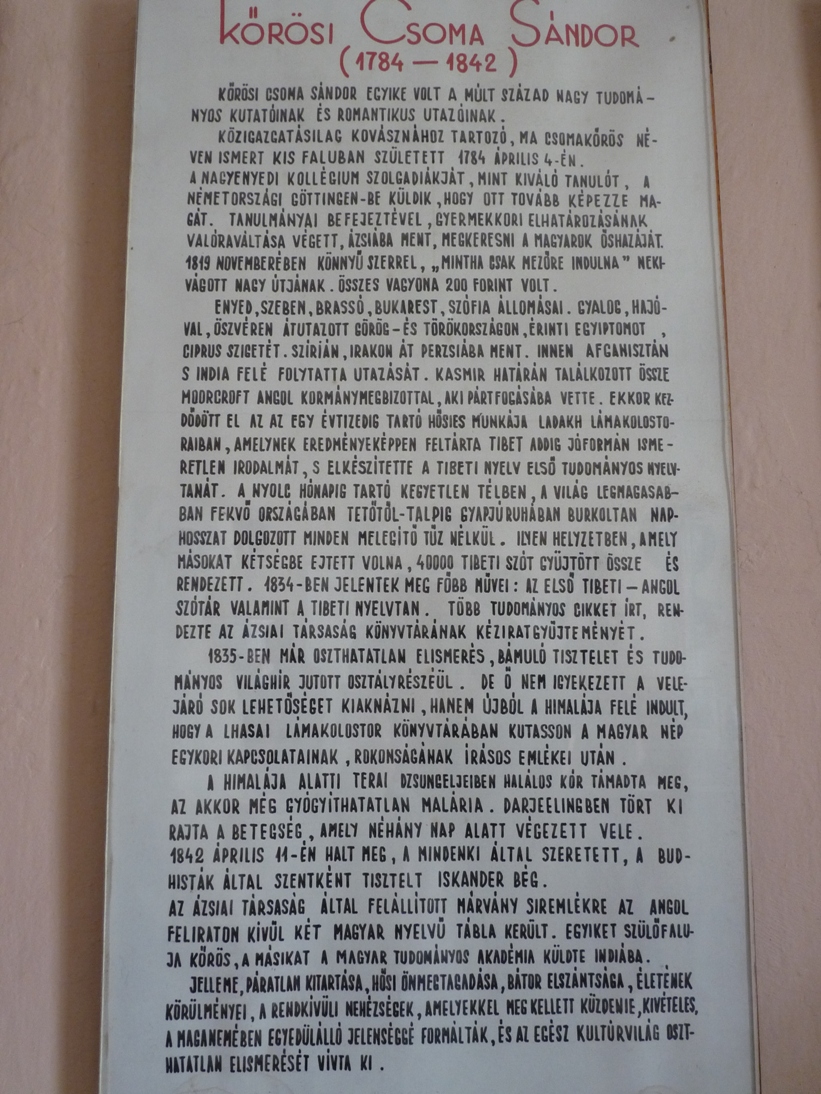 KŐRÖSI CSOMA SÁNDOR
(1784 — 1842)
KŐRÖSI CSOMA SÁNDOR EGYIKE VOLT A MÚLT SZÁZAD NAGY TUDOMÁ-
NYOS KUTATÓINAK ÉS ROMANTIKUS UTAZÓINAK.
KÖZIGAZGATÁSILAG KOVÁSZNÁHOZ TARTOZÓ, MA CSOMAKŐRÖS NÉ-
VEN ISMERT KIS FALUBAN SZÜLETETT 1784 ÁPRILIS 4-ÉN.
A NAGYENYEDI KOLLÉGIUM SZOLGADIÁKJÁT, MINT KIVÁLÓ TANULÓT, A
NÉMETORSZÁGI GÖTTINGEN-BE KÜLDIK, HOGY OTT TOVÁBB KÉPEZZE MA-
GÁT. TANULMÁNYAI BEFEJEZTÉVEL, GYERMEKKORI ELHATÁROZÁSÁNAK
VALÓRAVÁLTÁSA VÉGETT, ÁZSIÁBA MENT, MEGKERESNI A MAGYAROK ŐSHAZÁJÁT.
1819 NOVEMBERÉBEN KÖNNYŰ SZERREL, „MINTHA CSAK MEZŐRE INDULNA" NEKI-
VÁGOTT NAGY ÚTJÁNAK. ÖSSZES VAGYONA 200 FORINT VOLT.
ENYED, SZEBEN, BRASSÓ, BUKAREST, SZÓFIA ÁLLOMÁSAI. GYALOG, HAJÓ-
VAL, ÖSZVÉREN ÁTUTAZOTT GÖRÖG-ÉS TÖRÖKORSZÁGON, ÉRINTI EGYIPTOMOT,
CIPRUS SZIGETÉT. SZÍRIÁN, IRAKON ÁT PERZSIÁBA MENT. INNEN AFGANISZTÁN
S INDIA FELÉ FOLYTATTA UTAZÁSÁT. KASMIR HATÁRÁN TALÁLKOZOTT ÖSSZE
MOORCROFT ANGOL KORMÁNYMEGBIZOTTAL, AKI PÁRTFOGÁSÁBA VETTE. EKKOR KEZ-
DŐDÖTT EL AZ AZ EGY ÉVTIZEDIG TARTÓ HŐSIES MUNKÁJA LADAKH LÁMAKOLOSTO-
RAIBAN, AMELYNEK EREDMÉNYEKÉPPEN FELTÁRTA TIBET ADDIG JÓFORMÁN ISME-
RETLEN IRODALMÁT, S ELKÉSZÍTETTE A TIBETI NYELV ELSŐ TUDOMÁNYOS NYELV-
TANÁT. A NYOLC HÓNAPIG TARTÓ KEGYETLEN TÉLBEN, A VILÁG LEGMAGASAB-
BAN FEKVŐ ORSZÁGÁBAN TETŐTŐL-TALPIG GYAPJÚRUHÁBAN BURKOLTAN NAP-
HOSSZAT DOLGOZOTT MINDEN MELEGÍTŐ TŰZ NÉLKÜL. ILYEN HELYZETBEN, AMELY
MÁSOKAT KÉTSÉGBE EJTETT VOLNA, 40000 TIBETI SZÓT GYŰJTÖTT ÖSSZE ÉS
RENDEZETT. 1834-BEN JELENTEK MEG FŐBB MŰVEI: AZ ELSŐ TIBETI — ANGOL
SZÓTÁR VALAMINT A TIBETI NYELVTAN. TÖBB TUDOMÁNYOS CIKKET ÍRT, REN-
DEZTE AZ ÁZSIAI TÁRSASÁG KÖNYVTÁRÁNAK KÉZIRATGYŰJTEMÉNYÉT.
1835-BEN MÁR OSZTHATATLAN ELISMERÉS, BÁMULÓ TISZTELET ÉS TUDO-
MÁNYOS VILÁGHÍR JUTOTT OSZTÁLYRÉSZÉÜL. DE Ő NEM IGYEKEZETT A VELE-
JÁRÓ SOK LEHETŐSÉGET KIAKNÁZNI, HANEM ÚJBÓL A HIMALÁJA FELÉ INDULT,
HOGY A LHASAI LÁMAKOLOSTOR KÖNYVTÁRÁBAN KUTASSON A MAGYAR NÉP
EGYKORI KAPCSOLATAINAK, ROKONSÁGÁNAK ÍRÁSOS EMLÉKEI UTÁN.
A HIMALÁJA ALATTI TERAI DZSUNGELJEIBEN HALÁLOS KÓR TÁMADTA MEG,
AZ AKKOR MÉG GYÓGYÍTHATATLAN MALÁRIA. DARJEELINGBEN TÖRT KI
RAJTA A BETEGSÉG, AMELY NÉHÁNY NAP ALATT VÉGEZETT VELE.
1842 ÁPRILIS 11-ÉN HALT MEG, A MINDENKI ÁLTAL SZERETETT, A BUD-
HISTÁK ÁLTAL SZENTKÉNT TISZTELT ISKANDER BÉG.
AZ ÁZSIAI TÁRSASÁG ÁLTAL FELÁLLÍTOTT MÁRVÁNY SIREMLÉKRE AZ ANGOL
FELIRATON KÍVÜL KÉT MAGYAR NYELVŰ TÁBLA KERÜLT. EGYIKET SZÜLŐFALU-
JA KŐRÖS, A MÁSIKAT A MAGYAR TUDOMÁNYOS AKADÉMIA KÜLDTE INDIÁBA.
JELLEME, PÁRATLAN KITARTÁSA, HŐSI ÖNMEGTAGADÁSA, BÁTOR ELSZÁNTSÁGA, ÉLETÉNEK
KÖRÜLMÉNYEI, A RENDKÍVÜLI NEHÉZSÉGEK, AMELYEKKEL MEGKELLETT KÜZDENIE, KIVÉTELES,
A MAGANEMÉBEN EGYEDÜLÁLLÓ JELENSÉGGÉ FORMÁLTÁK, ÉS AZ EGÉSZ KULTÚRVILÁG OSZT-
HATATLAN ELISMERÉSÉT VÍVTA KI.